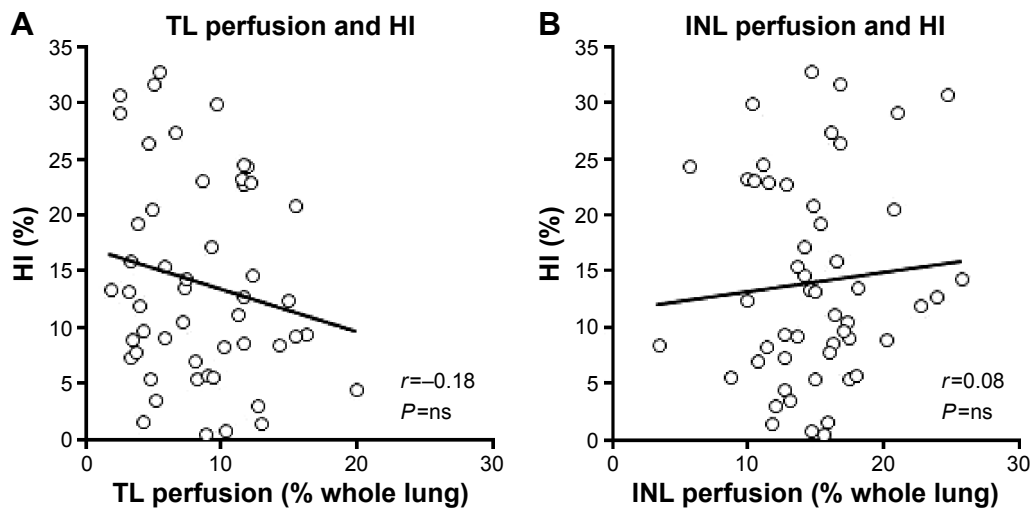 A
TL perfusion and HI
35
30
25
20
15
10
5
0
HI (%)
r=–0.18
P=ns
0
10
20
30
TL perfusion (% whole lung)
B
INL perfusion and HI
35
30
25
20
15
10
5
0
HI (%)
r=0.08
P=ns
0
10
20
30
INL perfusion (% whole lung)